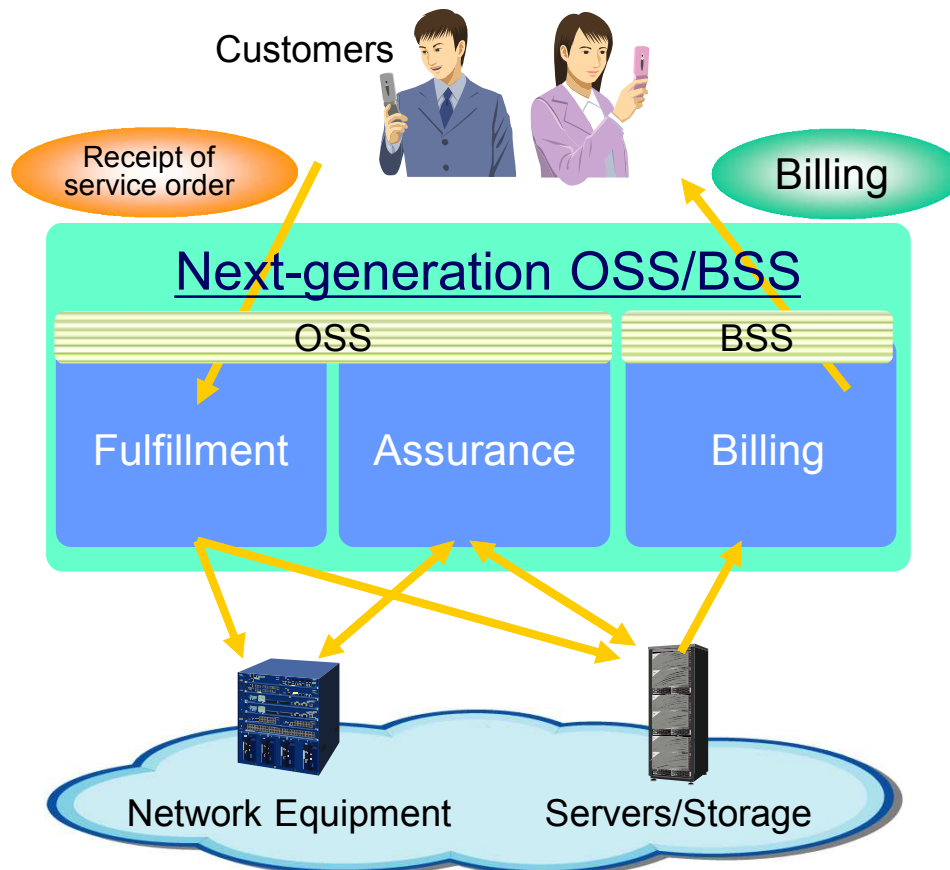 Customers
Receipt of
service order
Billing
Next-generation OSS/BSS
OSS
BSS
Fulfillment
Assurance
Billing
Network Equipment
Servers/Storage